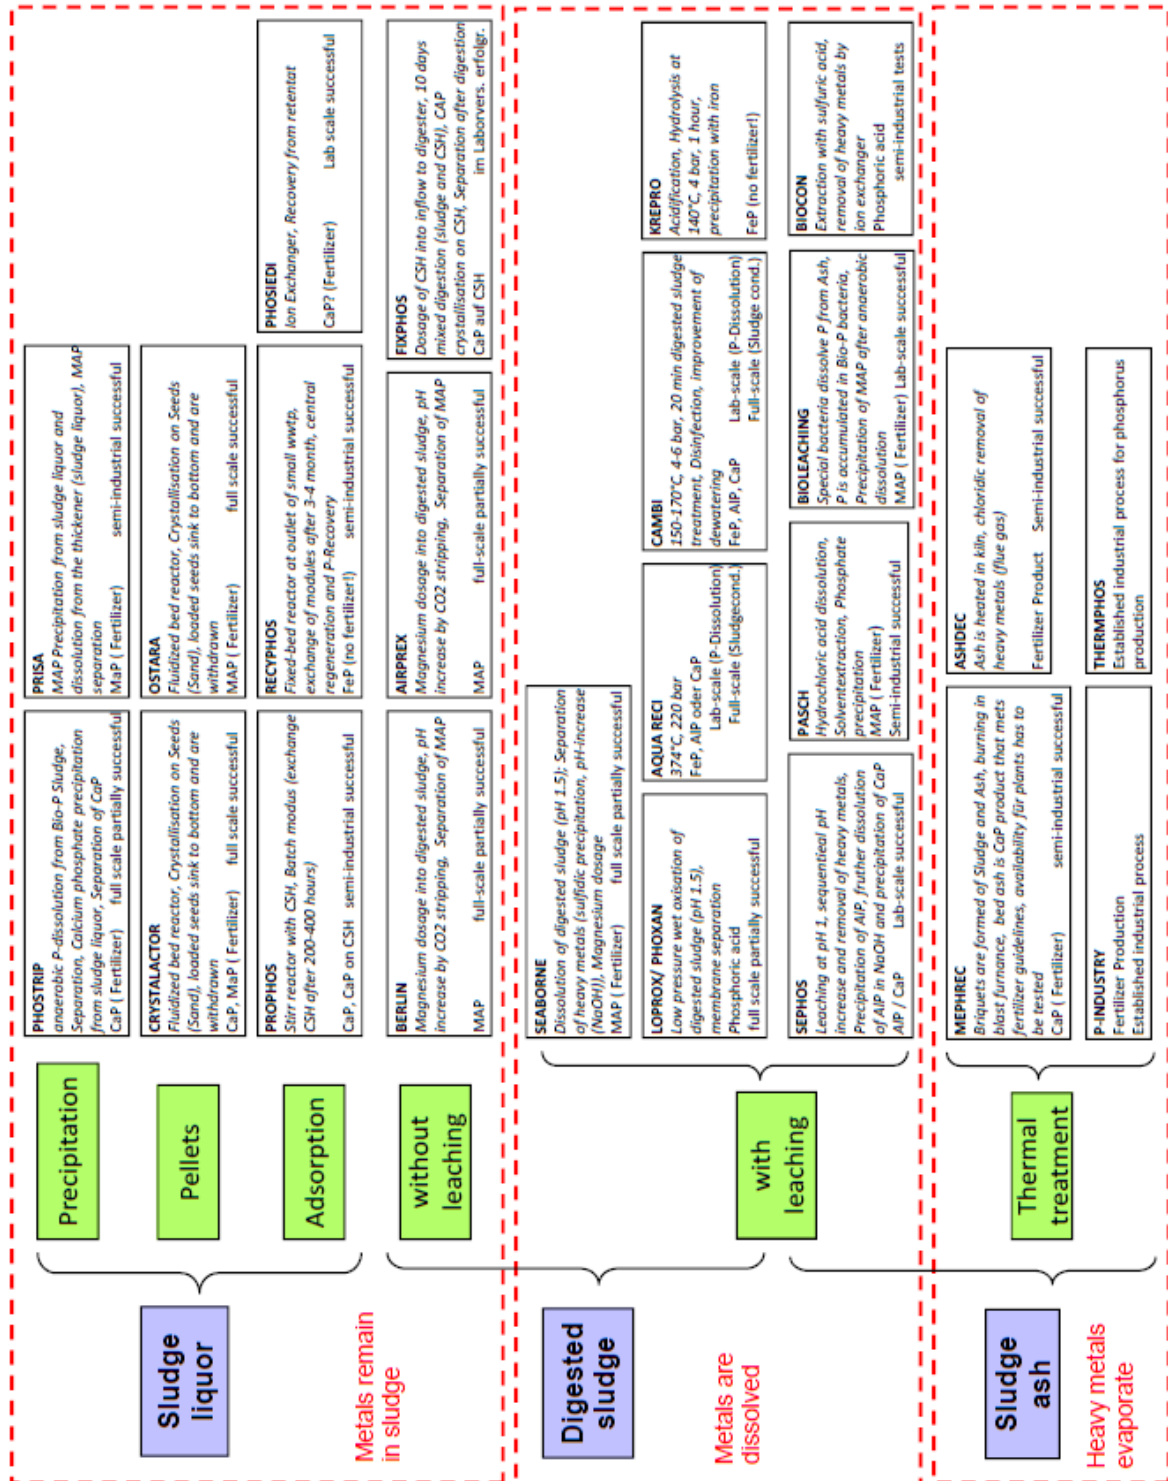 Sludge
liquor
Metals remain
in sludge
Precipitation
PHOSTRIP
anaerobic P-dissolution from Bio-P Sludge,
Separation, Calcium phosphate precipitation
from sludge liquor, Separation of CaP
CaP ( Fertilizer) full scale partially successful
PRISA
MAP Precipitation from sludge liquor and
dissolution from the thickener (sludge liquor), MAP
separation
MaP ( Fertilizer) semi-industrial successful
Pellets
CRYSTALACTOR
Fluidized bed reactor, Crystallisation on Seeds
(Sand), loaded seeds sink to bottom and are
withdrawn
CaP, MaP ( Fertilizer) full scale successful
OSTARA
Fluidized bed reactor, Crystallisation on Seeds
(Sand), loaded seeds sink to bottom and are
withdrawn
MAP ( Fertilizer) full scale successful
Adsorption
PROPHOS
Stirr reactor with CSH, Batch modus (exchange
CSH after 200-400 hours)
CaP, CaP on CSH semi-industrial successful
RECYPHOS
Fixed-bed reactor at outlet of small wwtp,
exchange of modules after 3-4 month, central
regeneration and P-Recovery
FeP (no fertilizer!) semi-industrial successful
PHOSIEDI
Ion Exchanger, Recovery from retentat
CaP? (Fertilizer) Lab scale successful
Digested
sludge
Metals are
dissolved
without
leaching
BERLIN
Magnesium dosage into digested sludge, pH
increase by CO2 stripping, Separation of MAP
MAP full-scale partially successful
AIRPREX
Magnesium dosage into digested sludge, pH
increase by CO2 stripping, Separation of MAP
MAP full-scale partially successful
FIXPHOS
Dosage of CSH into inflow to digester, 10 days
mixed digestion (sludge and CSH), CAP
crystallisation on CSH, Separation after digestion
CaP auf CSH im Laborvers. erfolgr.
with
leaching
SEABORNE
Dissolution of digested sludge (pH 1.5); Separation
of heavy metals (sulfidic precipitation, pH-increase
(NaOH)), Magnesium dosage
MAP ( Fertilizer) full scale partially successful
LOPROX/ PHOXAN
Low pressure wet oxisation of
digested sludge (pH 1.5),
membrane separation
Phosphoric acid
full scale partially successful
AQUA RECI
374°C, 220 bar
FeP, AlP oder CaP
Lab-scale (P-Dissolution)
Full-scale (Sludgecond.)
CAMBI
150-170°C, 4-6 bar, 20 min digested sludge
treatment, Disinfection, improvement of
dewatering
FeP, AlP, CaP Lab-scale (P-Dissolution)
Full-scale (Sludge cond.)
KREPRO
Acidification, Hydrolysis at
140°C, 4 bar, 1 hour,
precipitation with iron
FeP (no fertilizer!)
SEPHOS
Leaching at pH 1, sequentieal pH
increase and removal of heavy metals,
Precipitation of AlP, fruther dissolution
of AlP in NaOH and precipitation of CaP
AlP / CaP Lab-scale successful
PASCH
Hydrochloric acid dissolution,
Solventextraction, Phosphate
precipitation
MAP ( Fertilizer)
Semi-industrial successful
BIOLEACHING
Special bacteria dissolve P from Ash,
P is accumulated in Bio-P bacteria,
Precipitation of MAP after anaerobic
dissolution
MAP ( Fertilizer) Lab-scale successful
BIOCON
Extraction with sulfuric acid,
removal of heavy metals by
ion exchanger
Phosphoric acid
semi-industrial tests
Sludge
ash
Heavy metals
evaporate
Thermal
treatment
MEPHREC
Briquets are formed of Sludge and Ash, burning in
blast furnance, bed ash is CaP product that mets
fertilizer guidelines, availability für plants has to
be tested
CaP ( Fertilizer) semi-industrial successful
ASHDEC
Ash is heated in kiln, chloridic removal of
heavy metals (flue gas)
Fertilizer Product Semi-industrial successful
P-INDUSTRY
Fertilizer Production
Established industrial process
THERMPHOS
Established industrial process for phosphorus
production